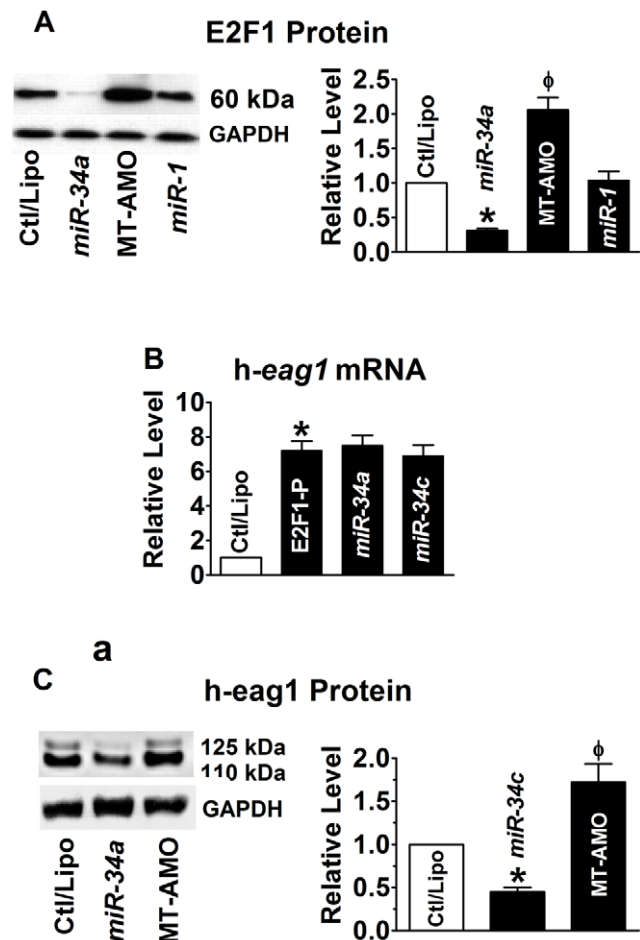 A
E2F1 Protein
60 kDa
GAPDH
Ctl/Lipo
miR-34a
MT-AMO
miR-1
Relative Level
2.5
2.0
1.5
1.0
0.5
0.0
Ctl/Lipo
miR-34a
*
MT-AMO
ϕ
miR-1
B
h-eag1 mRNA
Relative Level
10
8
6
4
2
0
Ctl/Lipo
*
E2F1-P
miR-34a
miR-34c
a
C
h-eag1 Protein
125 kDa
110 kDa
GAPDH
Ctl/Lipo
miR-34a
MT-AMO
Relative Level
2.0
1.5
1.0
0.5
0.0
Ctl/Lipo
miR-34c
*
MT-AMO
ϕ